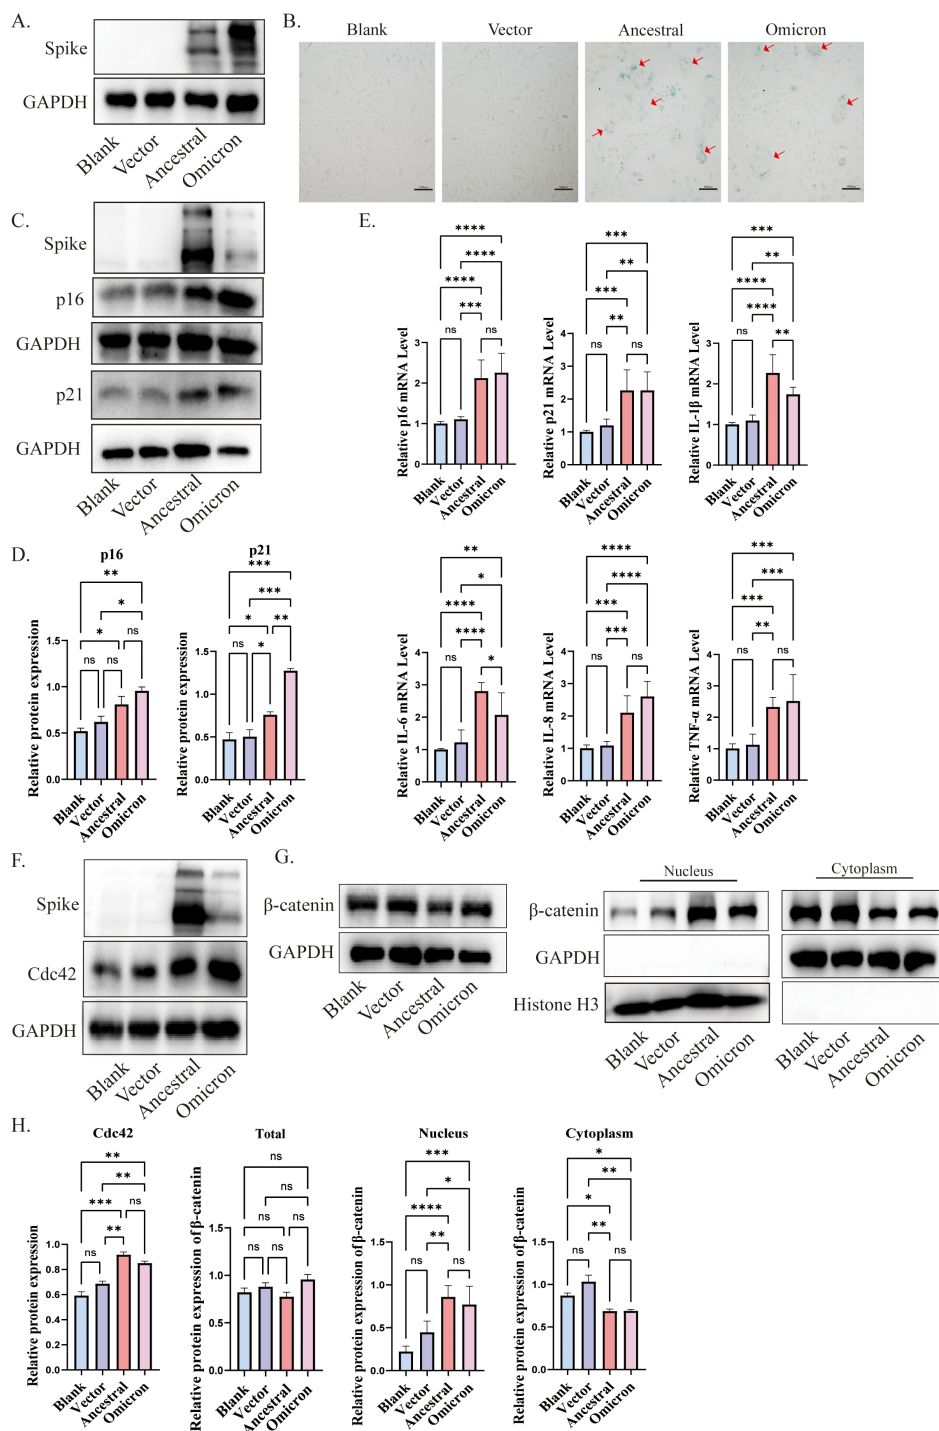 A.
Spike
GAPDH
Blank
Vector
Ancestral
Omicron
B.
Blank
Vector
Ancestral
Omicron
C.
Spike
p16
GAPDH
p21
GAPDH
Blank
Vector
Ancestral
Omicron
D.
p16
Relative protein expression
1.5
1.0
0.5
0.0
**
*
*
ns
ns
ns
Blank
Vector
Ancestral
Omicron
p21
Relative protein expression
1.5
1.0
0.5
0.0
***
***
*
**
ns
*
Blank
Vector
Ancestral
Omicron
E.
Relative p16 mRNA Level
3
2
1
0
****
****
****
***
ns
ns
Blank
Vector
Ancestral
Omicron
Relative p21 mRNA Level
4
3
2
1
0
***
**
***
**
ns
ns
Blank
Vector
Ancestral
Omicron
Relative IL-1β mRNA Level
3
2
1
0
***
**
****
****
ns
**
Blank
Vector
Ancestral
Omicron
Relative IL-6 mRNA Level
4
3
2
1
0
**
*
****
****
ns
*
Blank
Vector
Ancestral
Omicron
Relative IL-8 mRNA Level
4
3
2
1
0
****
****
***
***
ns
ns
Blank
Vector
Ancestral
Omicron
Relative TNF-α mRNA Level
4
3
2
1
0
***
***
***
**
ns
ns
Blank
Vector
Ancestral
Omicron
F.
Spike
Cdc42
GAPDH
Blank
Vector
Ancestral
Omicron
G.
β-catenin
GAPDH
Blank
Vector
Ancestral
Omicron
Nucleus
Cytoplasm
β-catenin
GAPDH
Histone H3
Blank
Vector
Ancestral
Omicron
Blank
Vector
Ancestral
Omicron
H.
Cdc42
Relative protein expression
1.0
0.8
0.6
0.4
0.2
0.0
**
**
***
ns
**
ns
Blank
Vector
Ancestral
Omicron
Total
Relative protein expression of β-catenin
1.5
1.0
0.5
0.0
ns
ns
ns
ns
ns
ns
Blank
Vector
Ancestral
Omicron
Nucleus
Relative protein expression of β-catenin
1.5
1.0
0.5
0.0
***
*
****
**
ns
ns
Blank
Vector
Ancestral
Omicron
Cytoplasm
Relative protein expression of β-catenin
1.5
1.0
0.5
0.0
*
**
*
**
ns
ns
Blank
Vector
Ancestral
Omicron